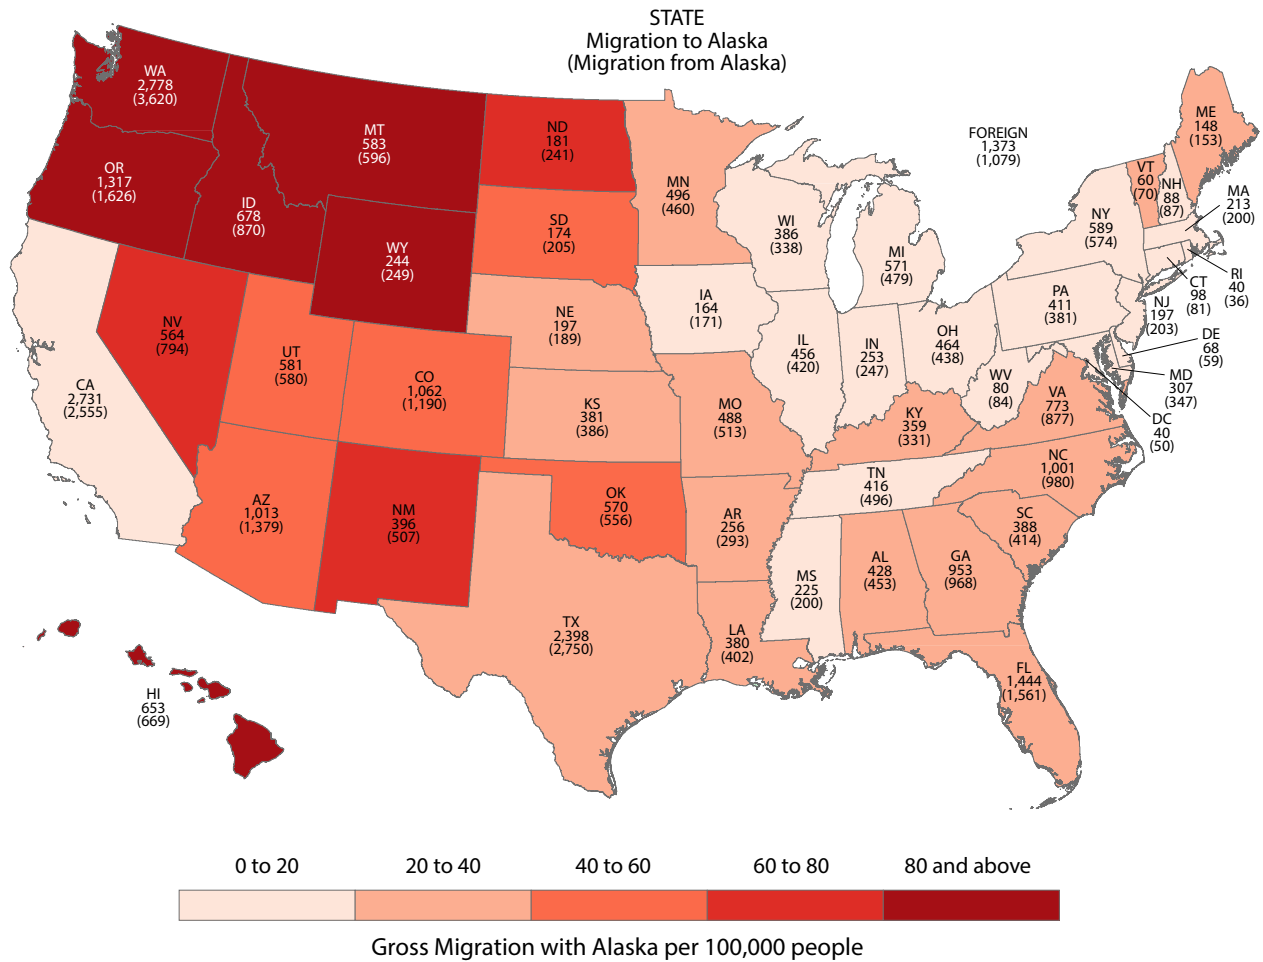 STATE
Migration to Alaska
(Migration from Alaska)
WA
2,778
(3,620)
OR
1,317
(1,626)
ID
678
(870)
MT
583
(596)
WY
244
(249)
ND
181
(241)
SD
174
(205)
MN
496
(460)
WI
386
(338)
MI
571
(479)
FOREIGN
1,373
(1,079)
ME
148
(153)
VT
60
(70)
NH
88
(87)
MA
213
(200)
NY
589
(574)
RI
40
(36)
CT
98
(81)
NJ
197
(203)
PA
411
(381)
DE
68
(59)
MD
307
(347)
DC
40
(50)
CA
2,731
(2,555)
NV
564
(794)
UT
581
(580)
CO
1,062
(1,190)
NE
197
(189)
IA
164
(171)
KS
381
(386)
MO
488
(513)
IL
456
(420)
IN
253
(247)
OH
464
(438)
WV
80
(84)
VA
773
(877)
KY
359
(331)
NC
1,001
(980)
TN
416
(496)
SC
388
(414)
AZ
1,013
(1,379)
NM
396
(507)
OK
570
(556)
AR
256
(293)
MS
225
(200)
AL
428
(453)
GA
953
(968)
TX
2,398
(2,750)
LA
380
(402)
FL
1,444
(1,561)
HI
653
(669)
0 to 20
20 to 40
40 to 60
60 to 80
80 and above
Gross Migration with Alaska per 100,000 people